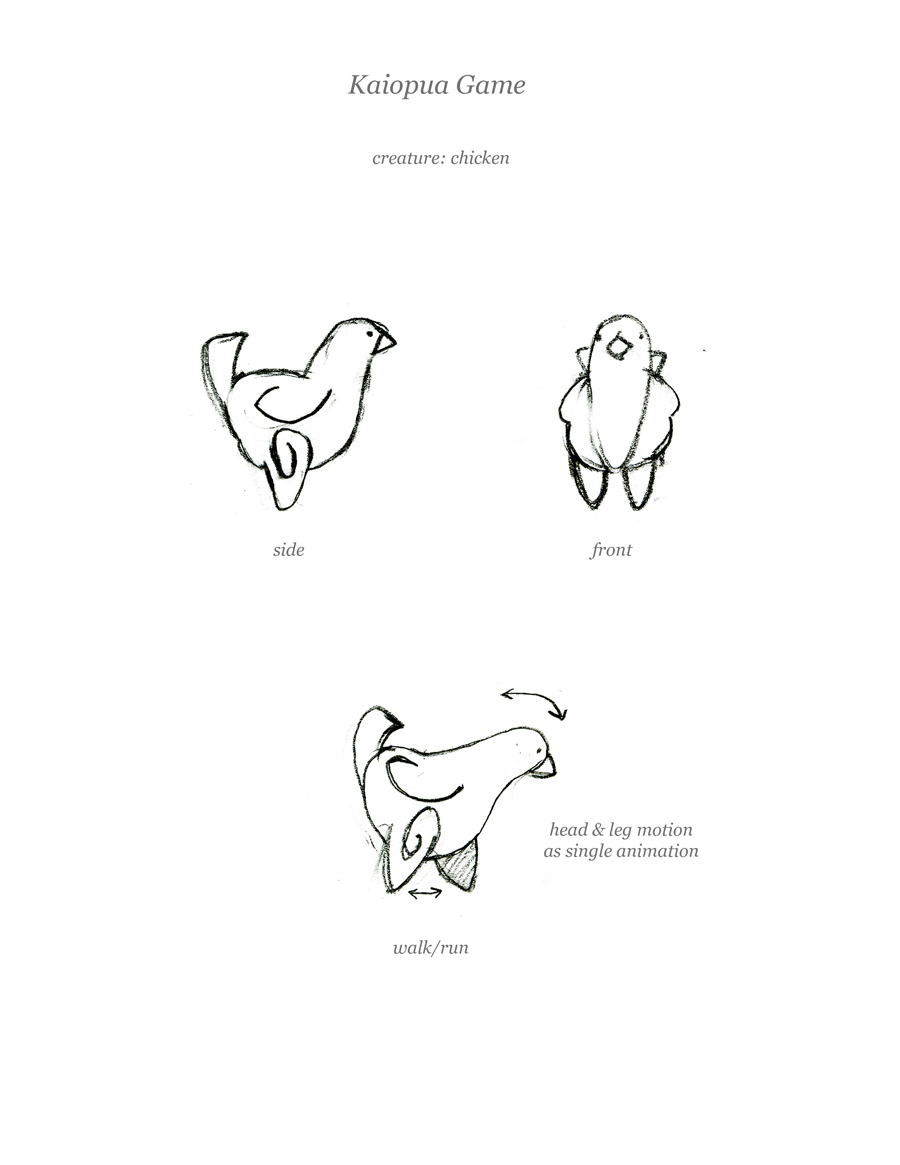 Kaiopua Game
creature: chicken
side
front
head & leg motion
as single animation
walk/run